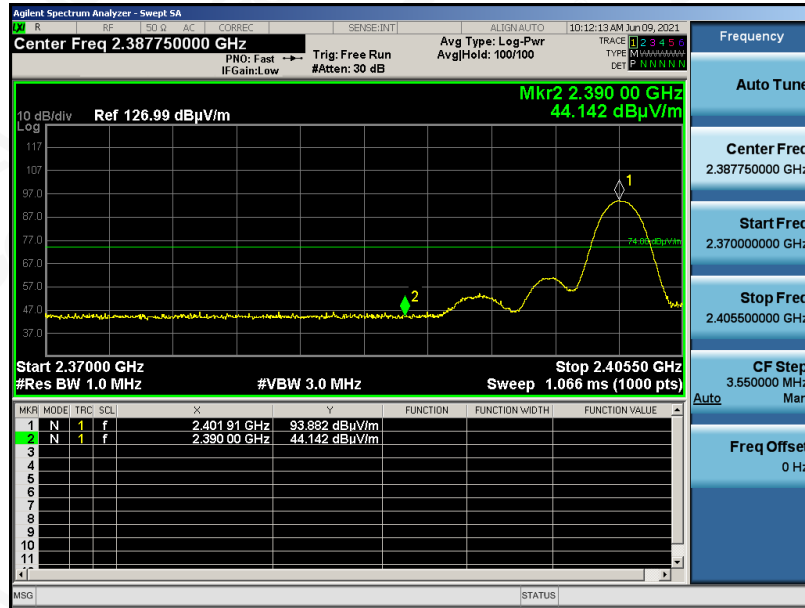 Agilent Spectrum Analyzer - Swept SA
LXI R RF 50 Ω AC CORREC SENSE:INT ALIGN AUTO 10:12:13 AM Jun 09, 2021
Center Freq 2.387750000 GHz
PNO: Fast
IFGain:Low
Trig: Free Run
#Atten: 30 dB
Avg Type: Log-Pwr
Avg|Hold: 100/100
TRACE 1 2 3 4 5 6
TYPE M WWWWW
DET P N N N N N
Mkr2 2.390 00 GHz
44.142 dBµV/m
10 dB/div Ref 126.99 dBµV/m
Log
117
107
97.0
87.0
77.0
67.0
57.0
47.0
37.0
1
74.00 dBµV/m
2
Start 2.37000 GHz Stop 2.40550 GHz
#Res BW 1.0 MHz #VBW 3.0 MHz Sweep 1.066 ms (1000 pts)
MKR MODE TRC SCL X Y FUNCTION FUNCTION WIDTH FUNCTION VALUE
1 N 1 f 2.401 91 GHz 93.882 dBµV/m
2 N 1 f 2.390 00 GHz 44.142 dBµV/m
3
4
5
6
7
8
9
10
11
MSG STATUS
Frequency
Auto Tune
Center Freq
2.387750000 GHz
Start Freq
2.370000000 GHz
Stop Freq
2.405500000 GHz
CF Step
3.550000 MHz
Auto Man
Freq Offset
0 Hz